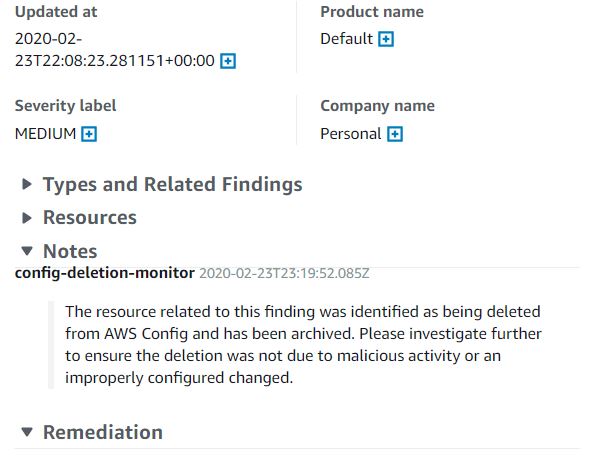 Updated at
Product name
2020-02-
23T22:08:23.281151+00:00
Default
Severity label
Company name
MEDIUM
Personal
Types and Related Findings
Resources
Notes
config-deletion-monitor 2020-02-23T23:19:52.085Z
The resource related to this finding was identified as being deleted
from AWS Config and has been archived. Please investigate further
to ensure the deletion was not due to malicious activity or an
improperly configured changed.
Remediation